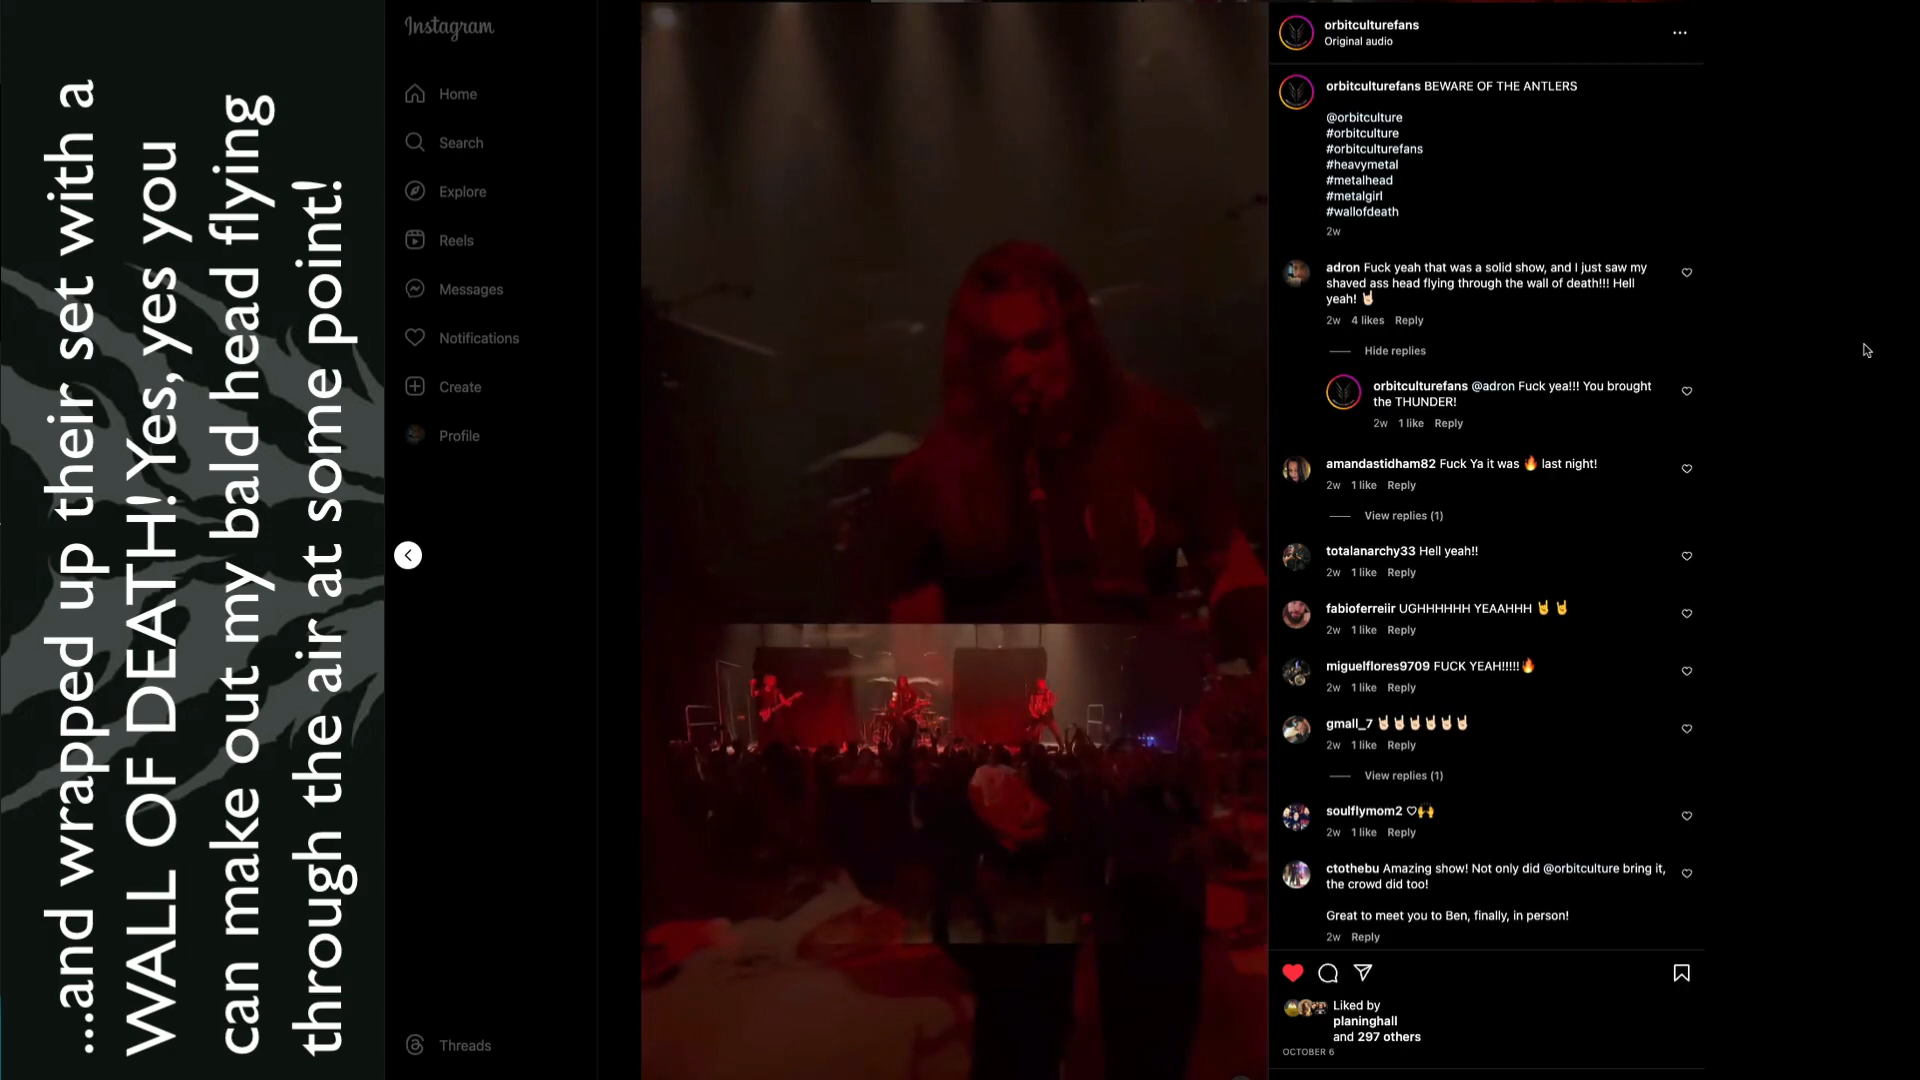 ...and wrapped up their set with a
WALL OF DEATH! Yes, yes you
can make out my bald head flying
through the air at some point!
Instagram
Home
Search
Explore
Reels
Messages
Notifications
Create
Profile
Threads
orbitculturefans
Original audio
orbitculturefans BEWARE OF THE ANTLERS
@orbitculture
#orbitculture
#orbitculturefans
#heavymetal
#metalhead
#metalgirl
#wallofdeath
2w
adron Fuck yeah that was a solid show, and I just saw my
shaved ass head flying through the wall of death!!! Hell
yeah! 🤘🏻
2w 4 likes Reply
Hide replies
orbitculturefans @adron Fuck yea!!! You brought
the THUNDER!
2w 1 like Reply
amandastidham82 Fuck Ya it was 🔥 last night!
2w 1 like Reply
View replies (1)
totalanarchy33 Hell yeah!!
2w 1 like Reply
fabioferreiir UGHHHHHH YEAAHHH 🤘 🤘
2w 1 like Reply
miguelflores9709 FUCK YEAH!!!!!🔥
2w 1 like Reply
gmall_7 🤘🏻🤘🏻🤘🏻🤘🏻🤘🏻🤘🏻
2w 1 like Reply
View replies (1)
soulflymom2 ♡🙌
2w 1 like Reply
ctothebu Amazing show! Not only did @orbitculture bring it,
the crowd did too!
Great to meet you to Ben, finally, in person!
2w Reply
Liked by
planinghall
and 297 others
OCTOBER 6